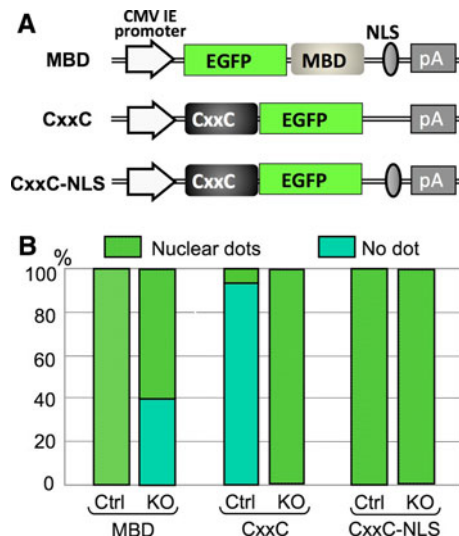 A
CMV IE
promoter
NLS
MBD
EGFP
MBD
pA
CxxC
CxxC
EGFP
pA
CxxC-NLS
CxxC
EGFP
pA
B
Nuclear dots
No dot
%
100
80
60
40
20
0
Ctrl KO Ctrl KO Ctrl KO
MBD CxxC CxxC-NLS